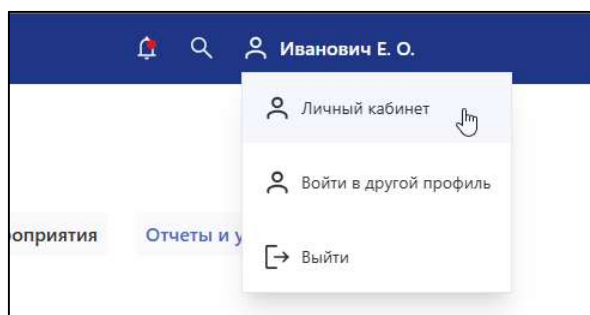 Иванович Е. О.
Личный кабинет
Войти в другой профиль
оприятия Отчеты и у
Выйти